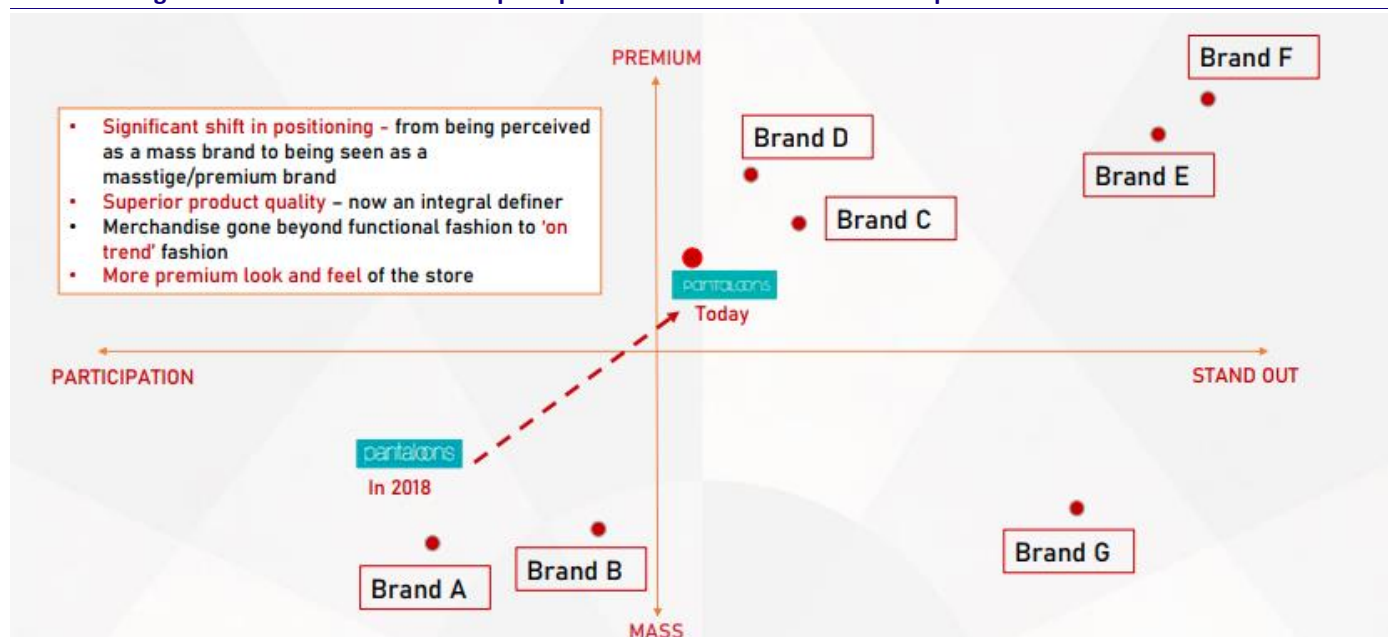 PREMIUM
Brand F
• Significant shift in positioning - from being perceived
as a mass brand to being seen as a
masstige/premium brand
• Superior product quality – now an integral definer
• Merchandise gone beyond functional fashion to ‘on
trend’ fashion
• More premium look and feel of the store
Brand D
Brand E
Brand C
pantaloons
Today
PARTICIPATION
STAND OUT
pantaloons
In 2018
Brand G
Brand B
Brand A
MASS